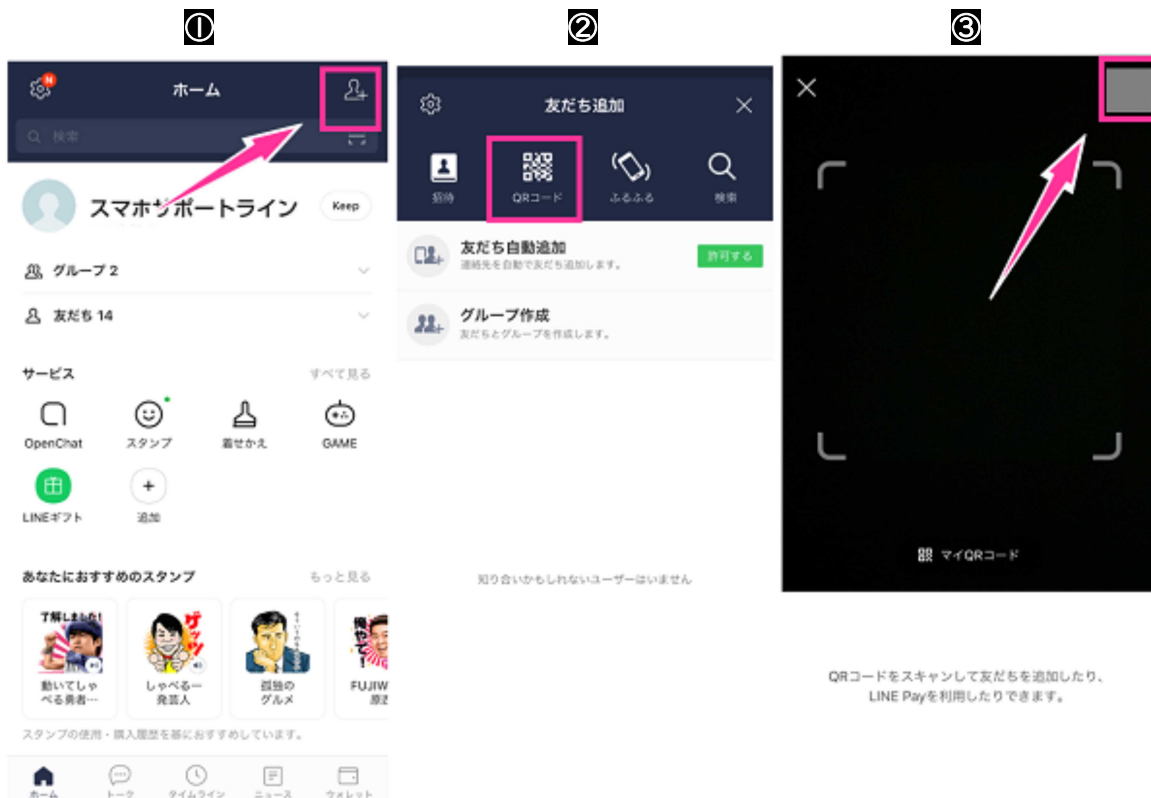 ①
ホーム
N
検索
スマホサポートライン
Keep
グループ 2
友だち 14
サービス
すべて見る
OpenChat
スタンプ
着せかえ
GAME
LINEギフト
追加
あなたにおすすめのスタンプ
もっと見る
了解しました!
動いてしゃ
べる勇者…
ゲッツ
しゃべる一
発芸人
孤独の
グルメ
俺やで!
FUJIW
原西
スタンプの使用・購入履歴を基におすすめしています。
ホーム
トーク
タイムライン
ニュース
ウォレット
②
友だち追加
招待
QRコード
ふるふる
検索
友だち自動追加
連絡先を自動で友だち追加します。
許可する
グループ作成
友だちとグループを作成します。
知り合いかもしれないユーザーはいません
③
マイQRコード
QRコードをスキャンして友だちを追加したり、
LINE Payを利用したりできます。